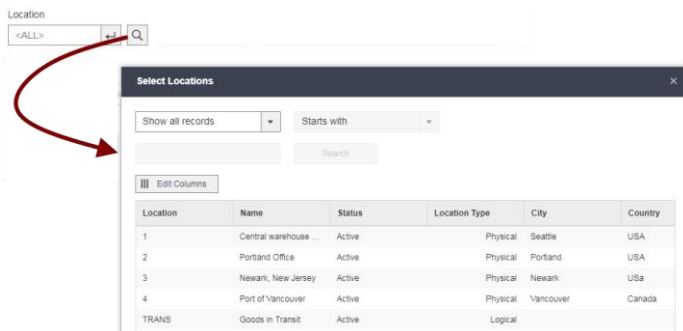 Location
<ALL>
Select Locations
Show all records Starts with
Search
Edit Columns
Location Name Status Location Type City Country
1 Central warehouse ... Active Physical Seattle USA
2 Portland Office Active Physical Portland USA
3 Newark, New Jersey Active Physical Newark USa
4 Port of Vancouver Active Physical Vancouver Canada
TRANS Goods in Transit Active Logical